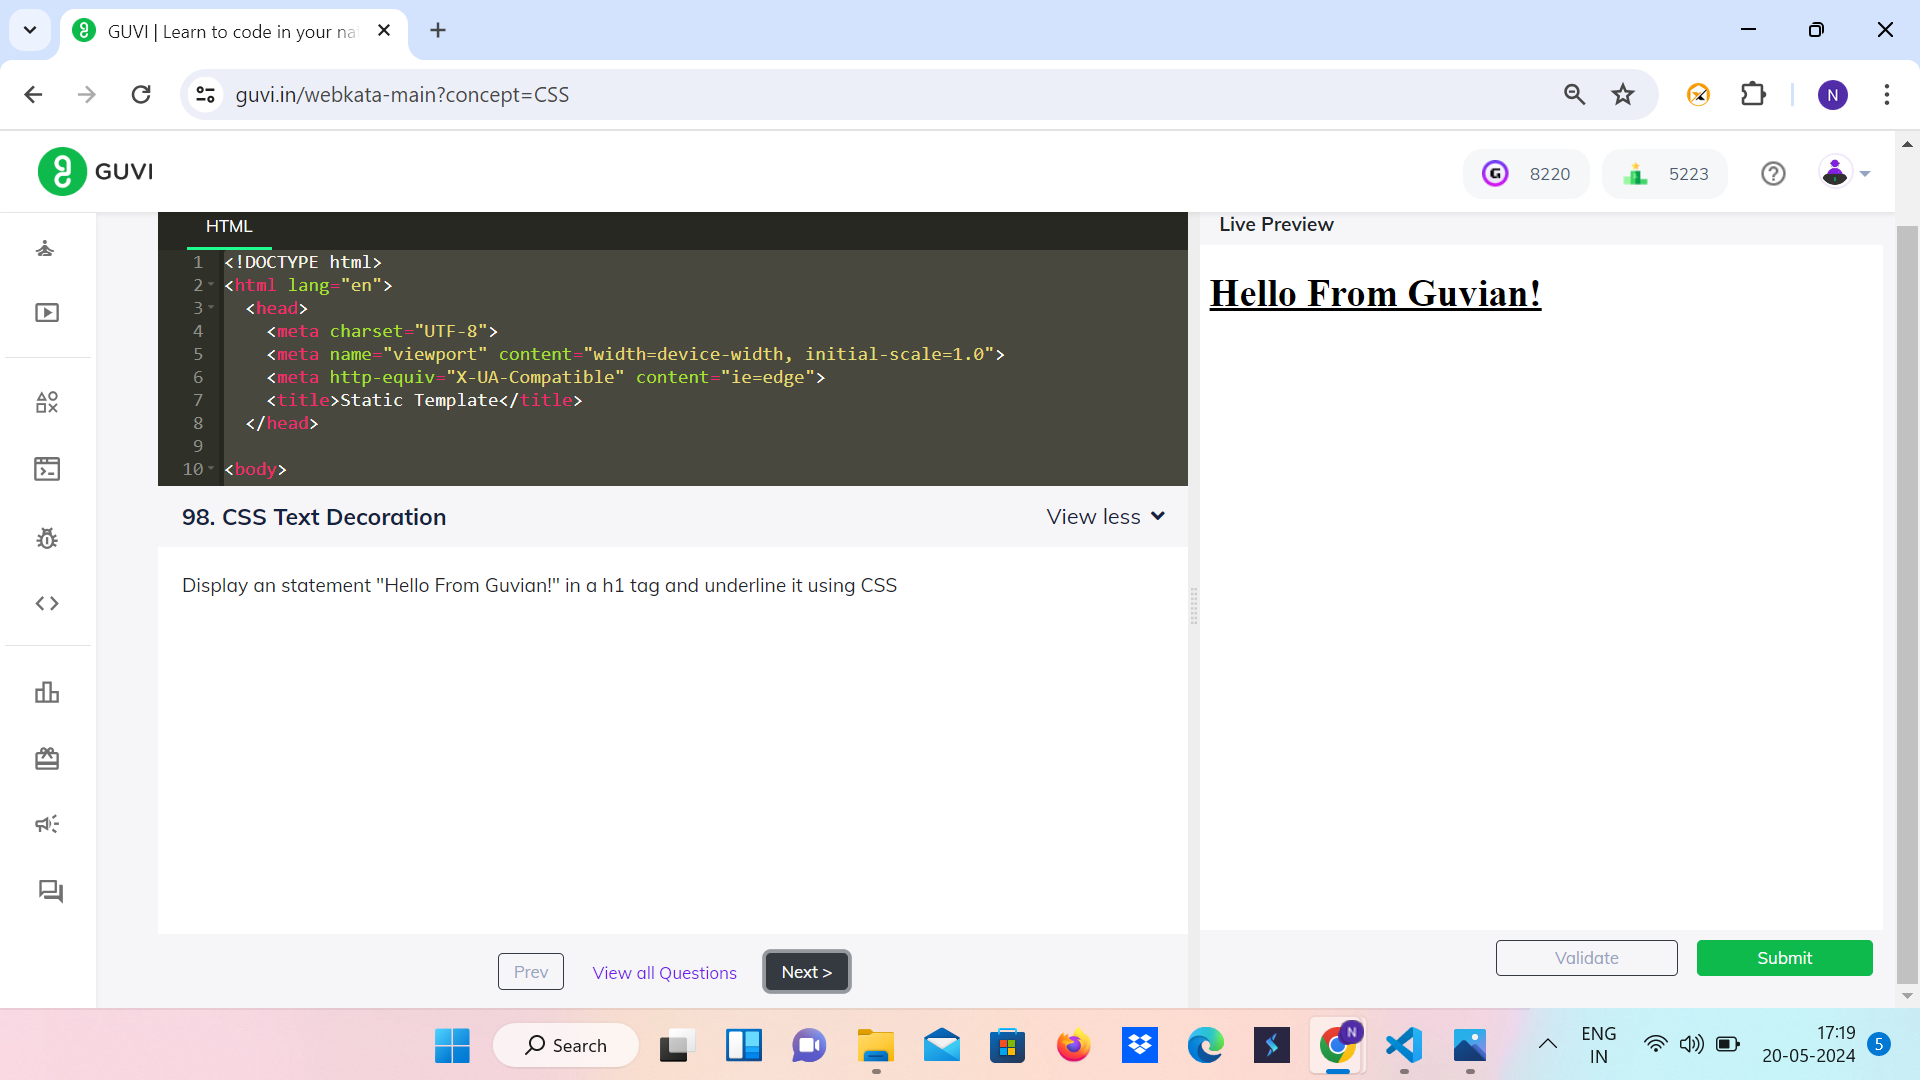 GUVI | Learn to code in your na
guvi.in/webkata-main?concept=CSS
N
GUVI
G
8220
5223
HTML
1 <!DOCTYPE html>
2 <html lang="en">
3 <head>
4 <meta charset="UTF-8">
5 <meta name="viewport" content="width=device-width, initial-scale=1.0">
6 <meta http-equiv="X-UA-Compatible" content="ie=edge">
7 <title>Static Template</title>
8 </head>
9
10 <body>
Live Preview
Hello From Guvian!
98. CSS Text Decoration
View less
Display an statement "Hello From Guvian!" in a h1 tag and underline it using CSS
Prev
View all Questions
Next >
Validate
Submit
Search
N
ENG
IN
17:19
20-05-2024
5